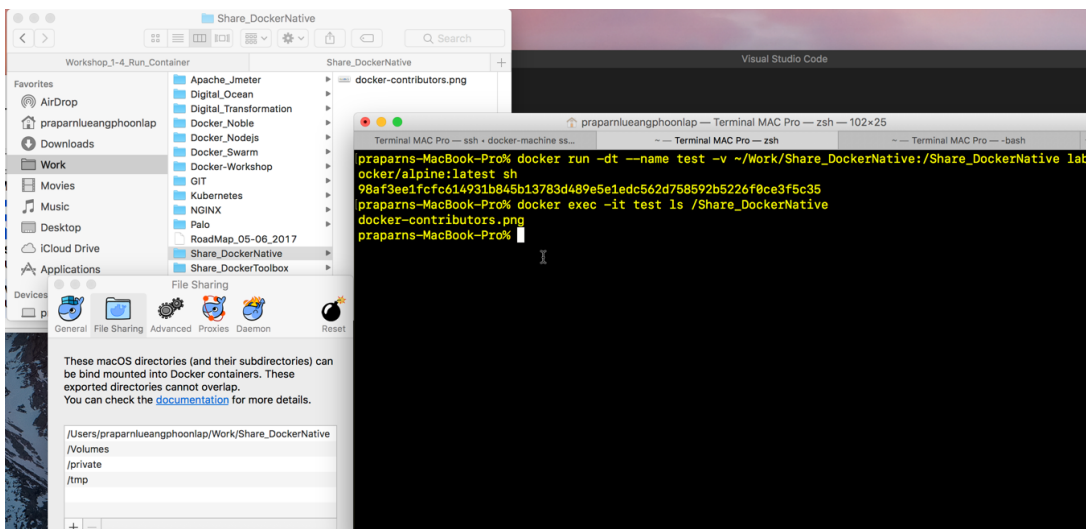 Share_DockerNative
Search
Workshop_1-4_Run_Container
Share_DockerNative
Favorites
AirDrop
praparnlueangphoonlap
Downloads
Work
Movies
Music
Desktop
iCloud Drive
Applications
Devices
Apache_Jmeter
Digital_Ocean
Digital_Transformation
Docker_Noble
Docker_Nodejs
Docker_Swarm
Docker-Workshop
GIT
Kubernetes
NGINX
Palo
RoadMap_05-06_2017
Share_DockerNative
Share_DockerToolbox
docker-contributors.png
Visual Studio Code
praparnlueangphoonlap — Terminal MAC Pro — zsh — 102×25
Terminal MAC Pro — ssh • docker-machine ss...
~ — Terminal MAC Pro — zsh
~ — Terminal MAC Pro — -bash
praparns-MacBook-Pro% docker run -dt --name test -v ~/Work/Share_DockerNative:/Share_DockerNative lab
ocker/alpine:latest sh
98af3ee1fcfc614931b845b13783d489e5e1edc562d758592b5226f0ce3f5c35
praparns-MacBook-Pro% docker exec -it test ls /Share_DockerNative
docker-contributors.png
praparns-MacBook-Pro%
File Sharing
General File Sharing Advanced Proxies Daemon Reset
These macOS directories (and their subdirectories) can
be bind mounted into Docker containers. These
exported directories cannot overlap.
You can check the documentation for more details.
/Users/praparnlueangphoonlap/Work/Share_DockerNative
/Volumes
/private
/tmp